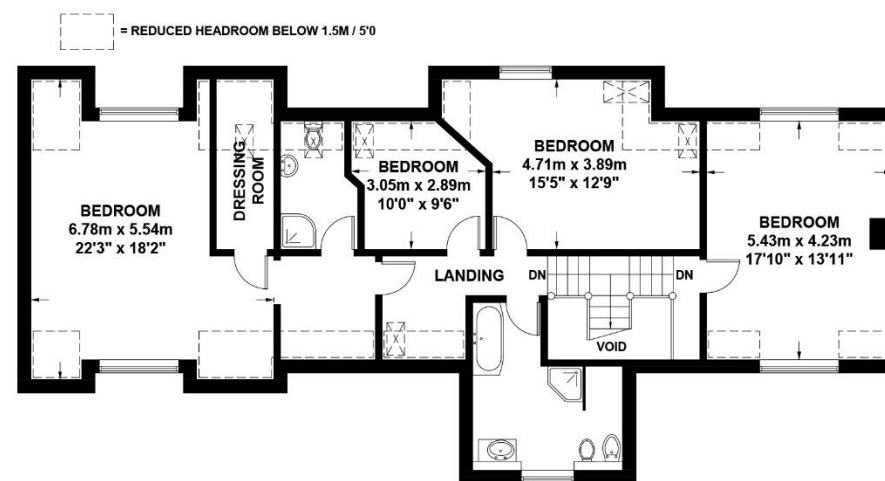 = REDUCED HEADROOM BELOW 1.5M / 5'0
DRESSING
ROOM
BEDROOM
6.78m x 5.54m
22'3" x 18'2"
BEDROOM
3.05m x 2.89m
10'0" x 9'6"
BEDROOM
4.71m x 3.89m
15'5" x 12'9"
BEDROOM
5.43m x 4.23m
17'10" x 13'11"
LANDING
DN
DN
VOID